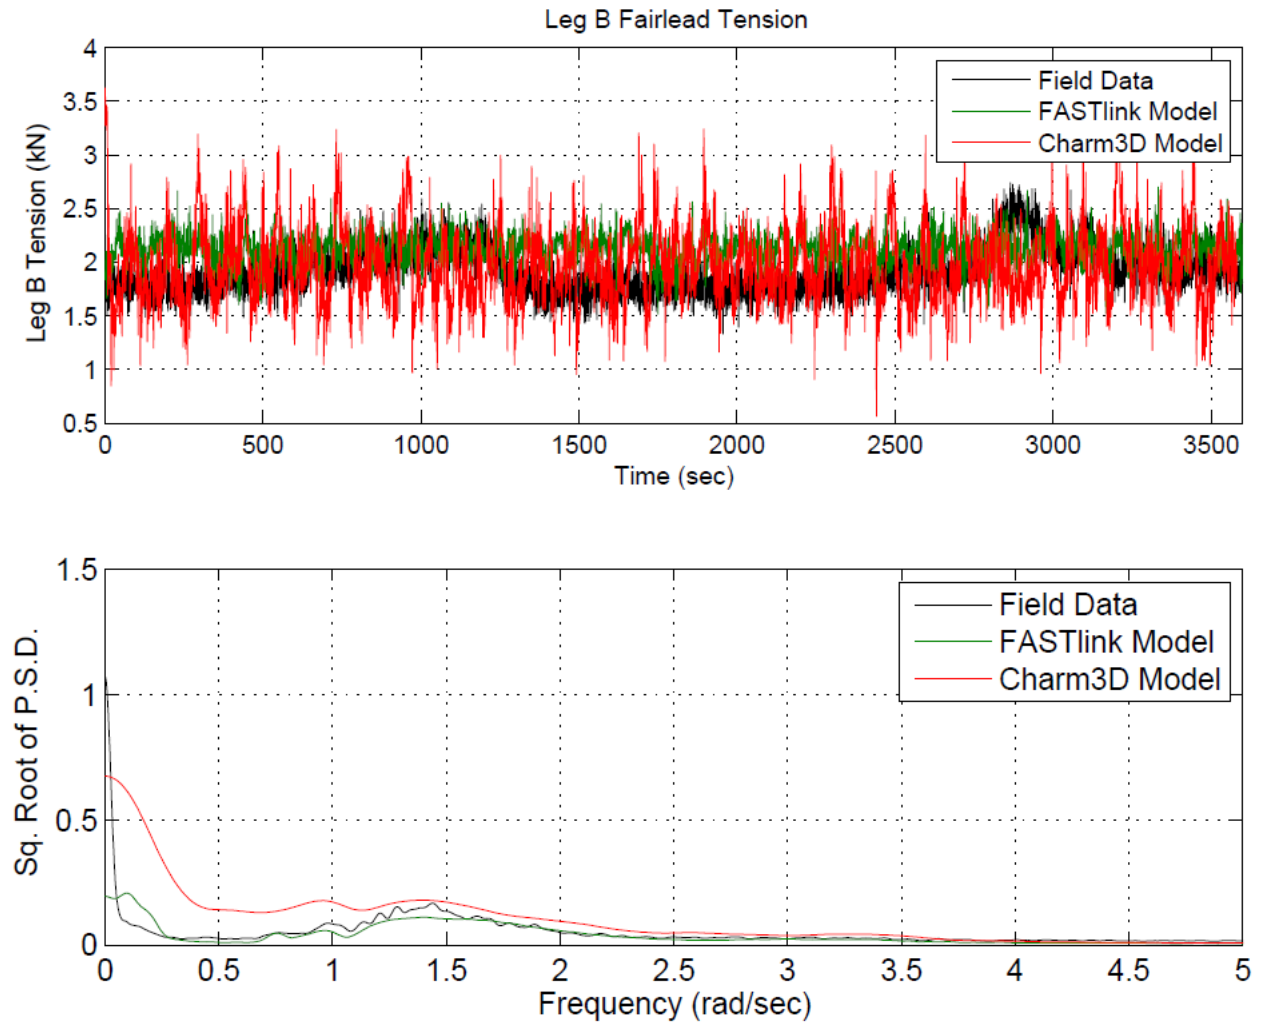 Leg B Fairlead Tension
4
3.5
3
2.5
2
1.5
1
0.5
Leg B Tension (kN)
Field Data
FASTlink Model
Charm3D Model
0 500 1000 1500 2000 2500 3000 3500
Time (sec)
1.5
1
0.5
0
Sq. Root of P.S.D.
Field Data
FASTlink Model
Charm3D Model
0 0.5 1 1.5 2 2.5 3 3.5 4 4.5 5
Frequency (rad/sec)